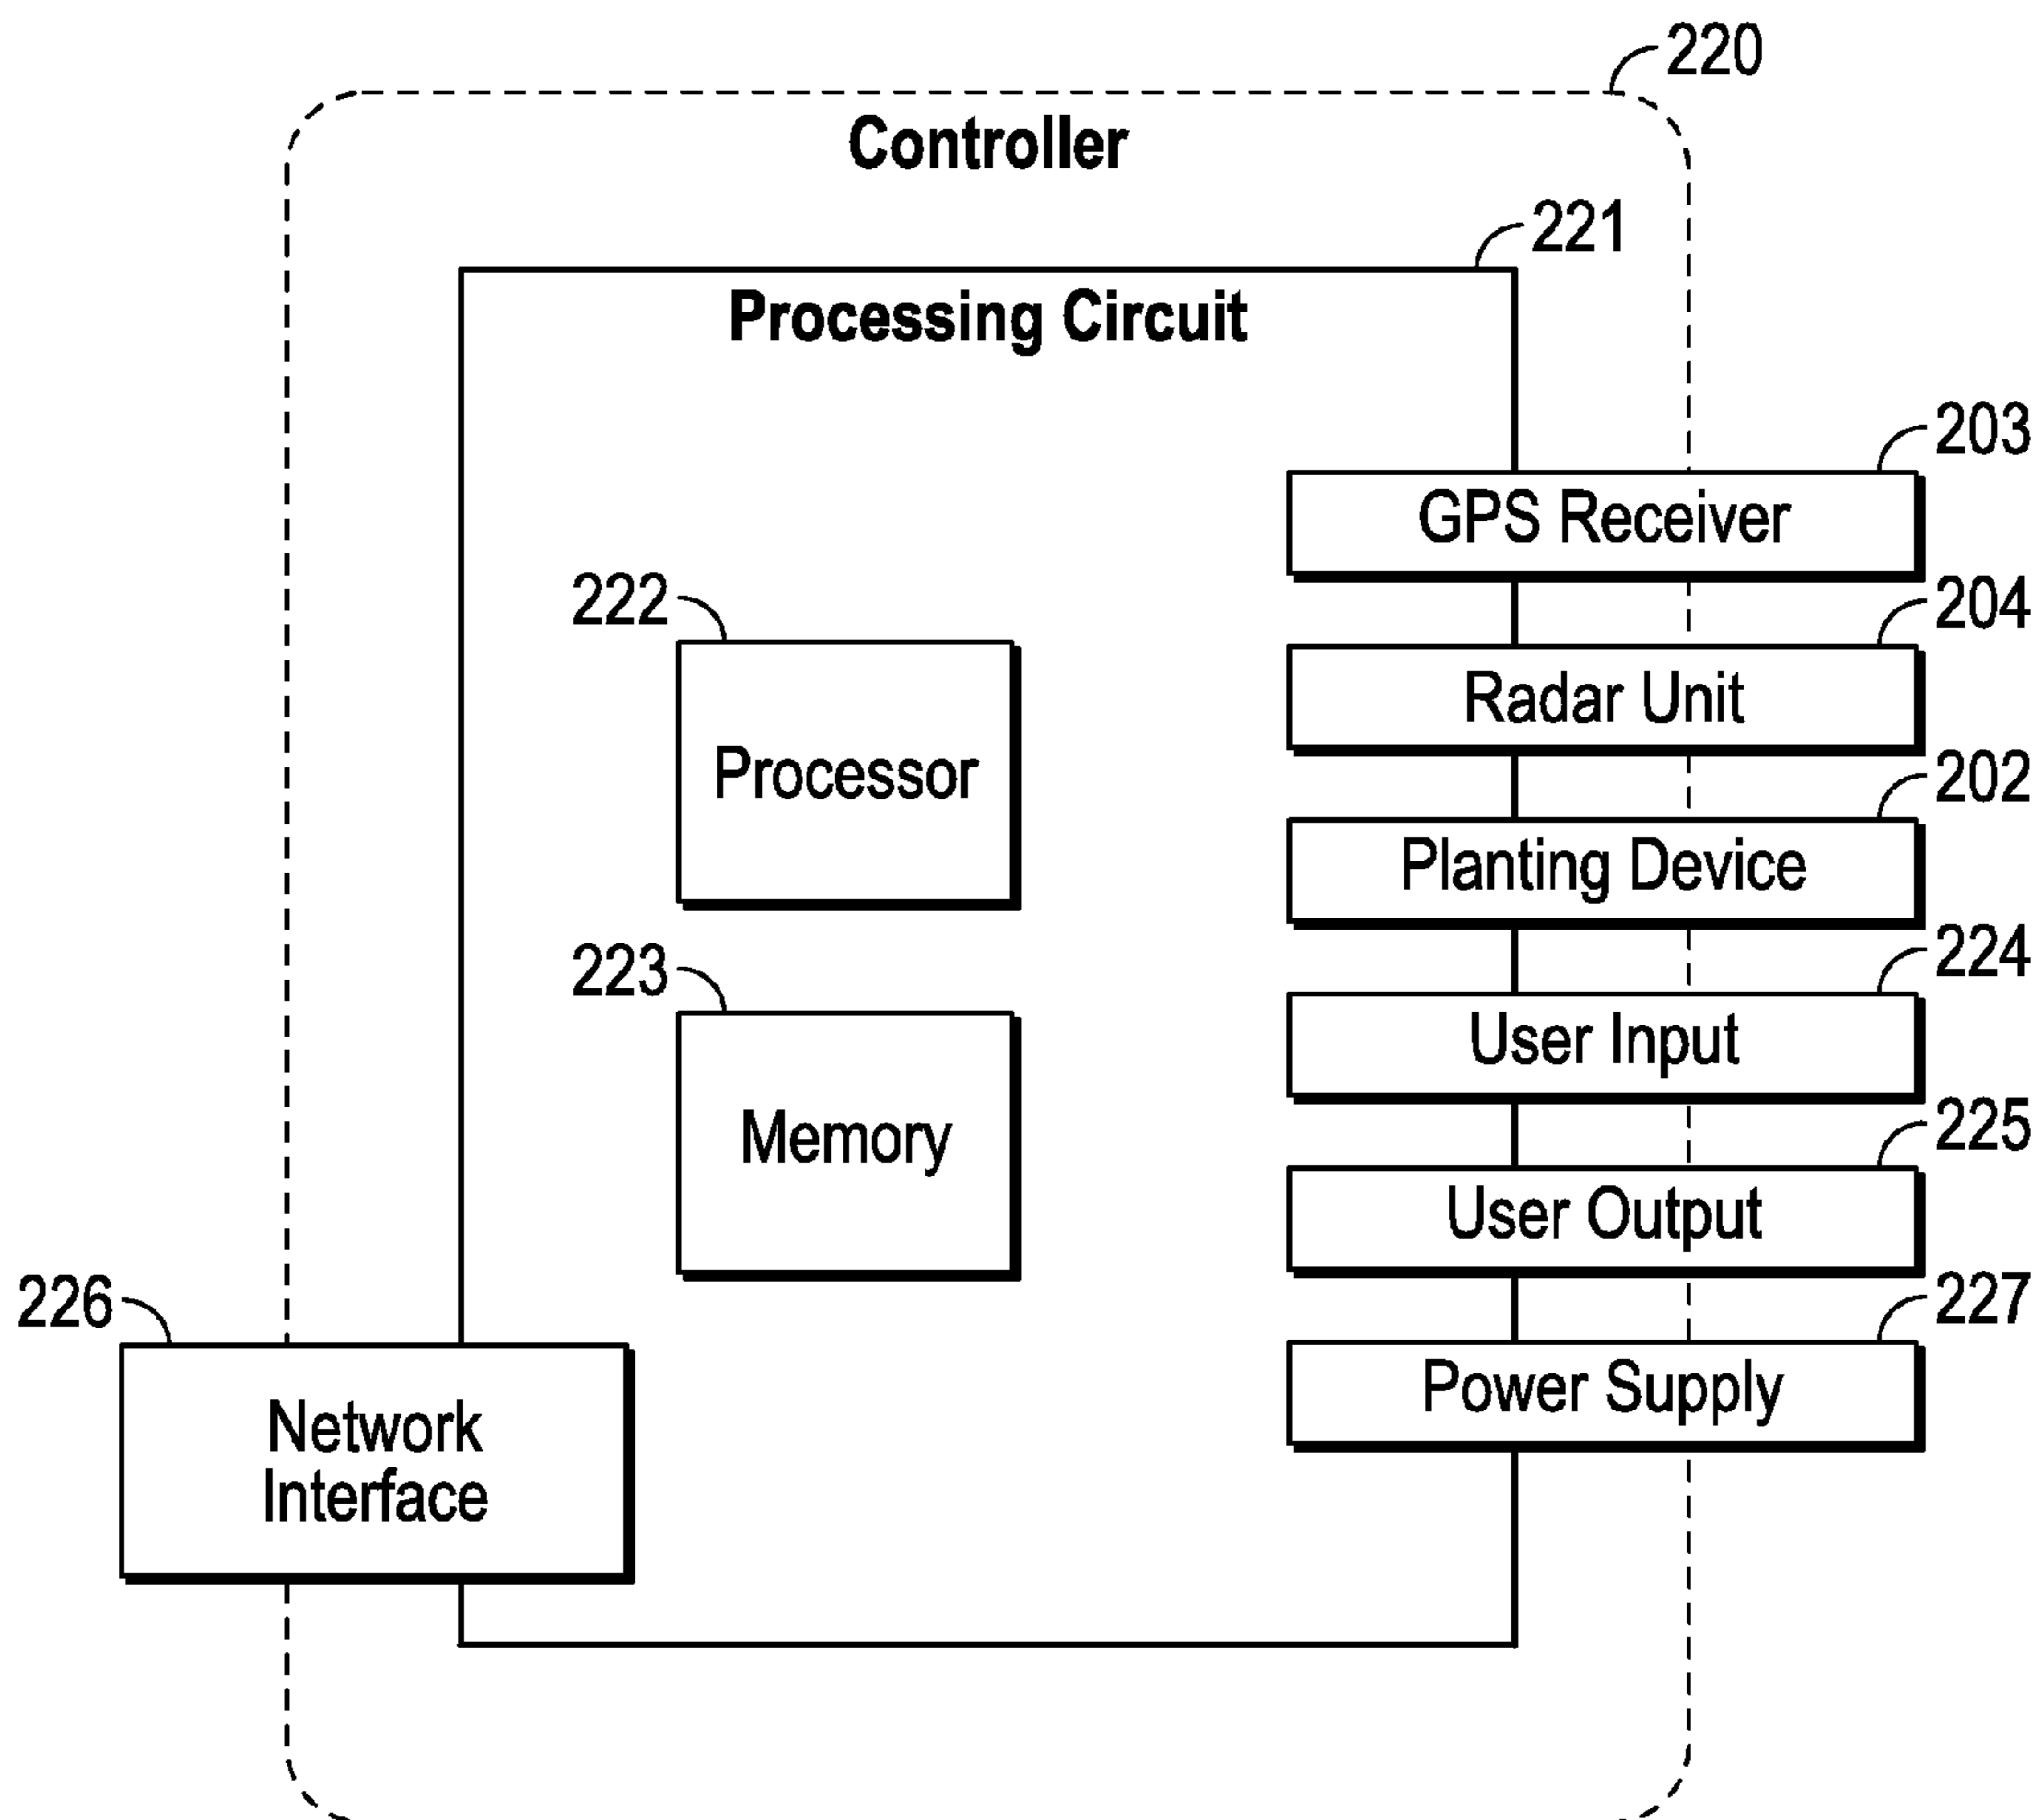 220
Controller
221
Processing Circuit
203
GPS Receiver
204
Radar Unit
222
Processor
202
Planting Device
224
User Input
223
Memory
225
User Output
226
Network
Interface
227
Power Supply